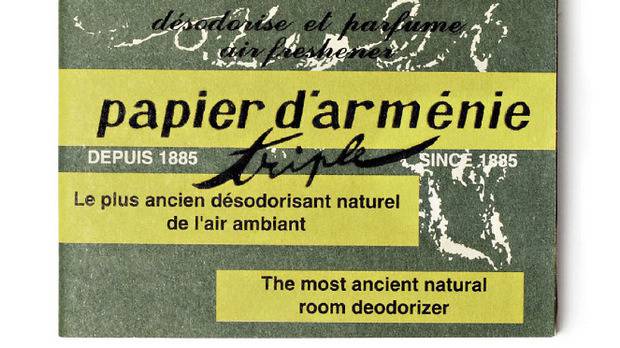 désodorise et parfume
air freshener
papier d'arménie
triple
DEPUIS 1885 SINCE 1885
Le plus ancien désodorisant naturel
de l'air ambiant
The most ancient natural
room deodorizer